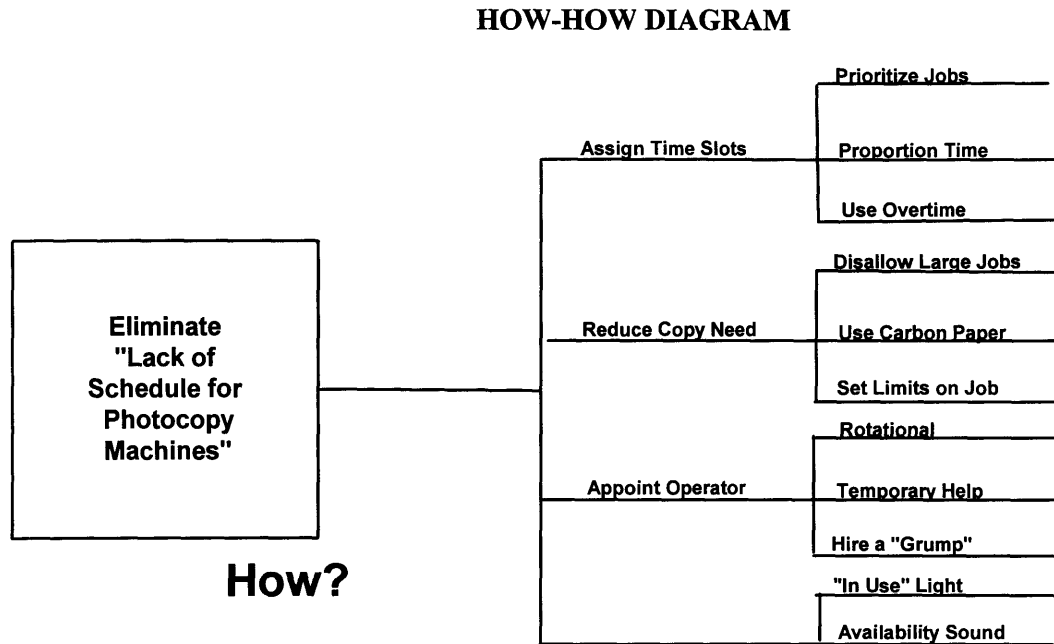 HOW-HOW DIAGRAM
Eliminate
"Lack of
Schedule for
Photocopy
Machines"
How?
Assign Time Slots
Prioritize Jobs
Proportion Time
Use Overtime
Reduce Copy Need
Disallow Large Jobs
Use Carbon Paper
Set Limits on Job
Appoint Operator
Rotational
Temporary Help
Hire a "Grump"
"In Use" Light
Availability Sound